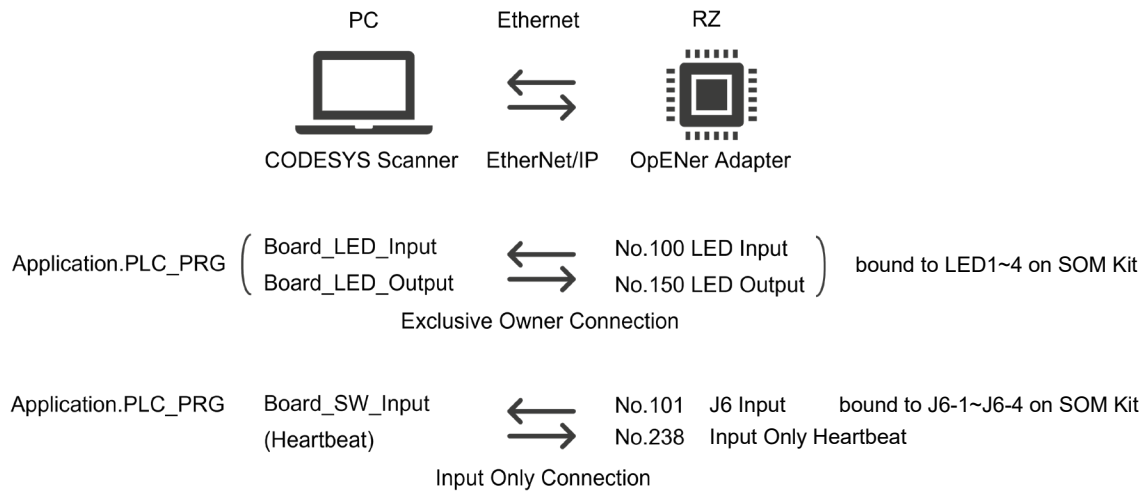 PC Ethernet RZ
CODESYS Scanner EtherNet/IP OpENer Adapter
Application.PLC_PRG Board_LED_Input No.100 LED Input bound to LED1~4 on SOM Kit
Board_LED_Output No.150 LED Output
Exclusive Owner Connection
Application.PLC_PRG Board_SW_Input No.101 J6 Input bound to J6-1~J6-4 on SOM Kit
(Heartbeat) No.238 Input Only Heartbeat
Input Only Connection